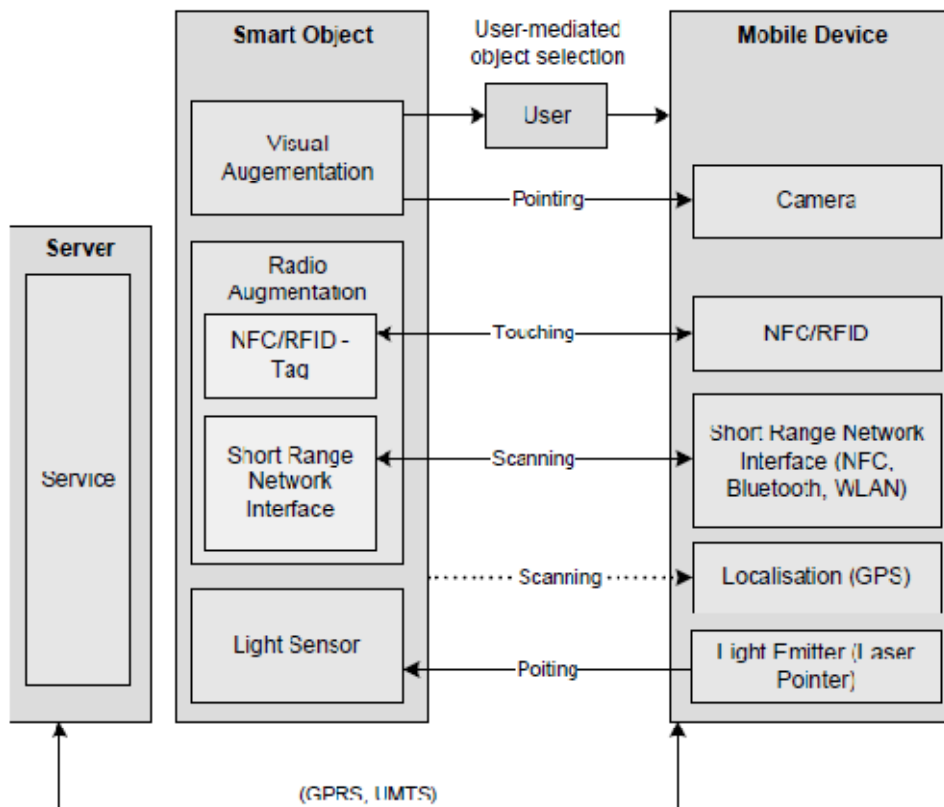 Smart Object
User-mediated
object selection
Mobile Device
Visual
Augementation
User
Pointing
Camera
Server
Service
Radio
Augmentation
NFC/RFID -
Tag
Touching
NFC/RFID
Short Range
Network
Interface
Scanning
Short Range Network
Interface (NFC,
Bluetooth, WLAN)
Scanning
Localisation (GPS)
Light Sensor
Poiting
Light Emitter (Laser
Pointer)
(GPRS, UMTS)